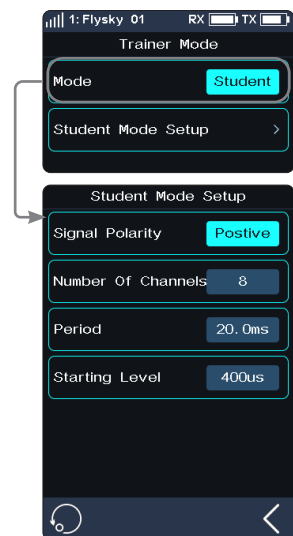 1: Flysky 01 RX TX
Trainer Mode
Mode Student
Student Mode Setup >
Student Mode Setup
Signal Polarity Postive
Number Of Channels 8
Period 20.0ms
Starting Level 400us